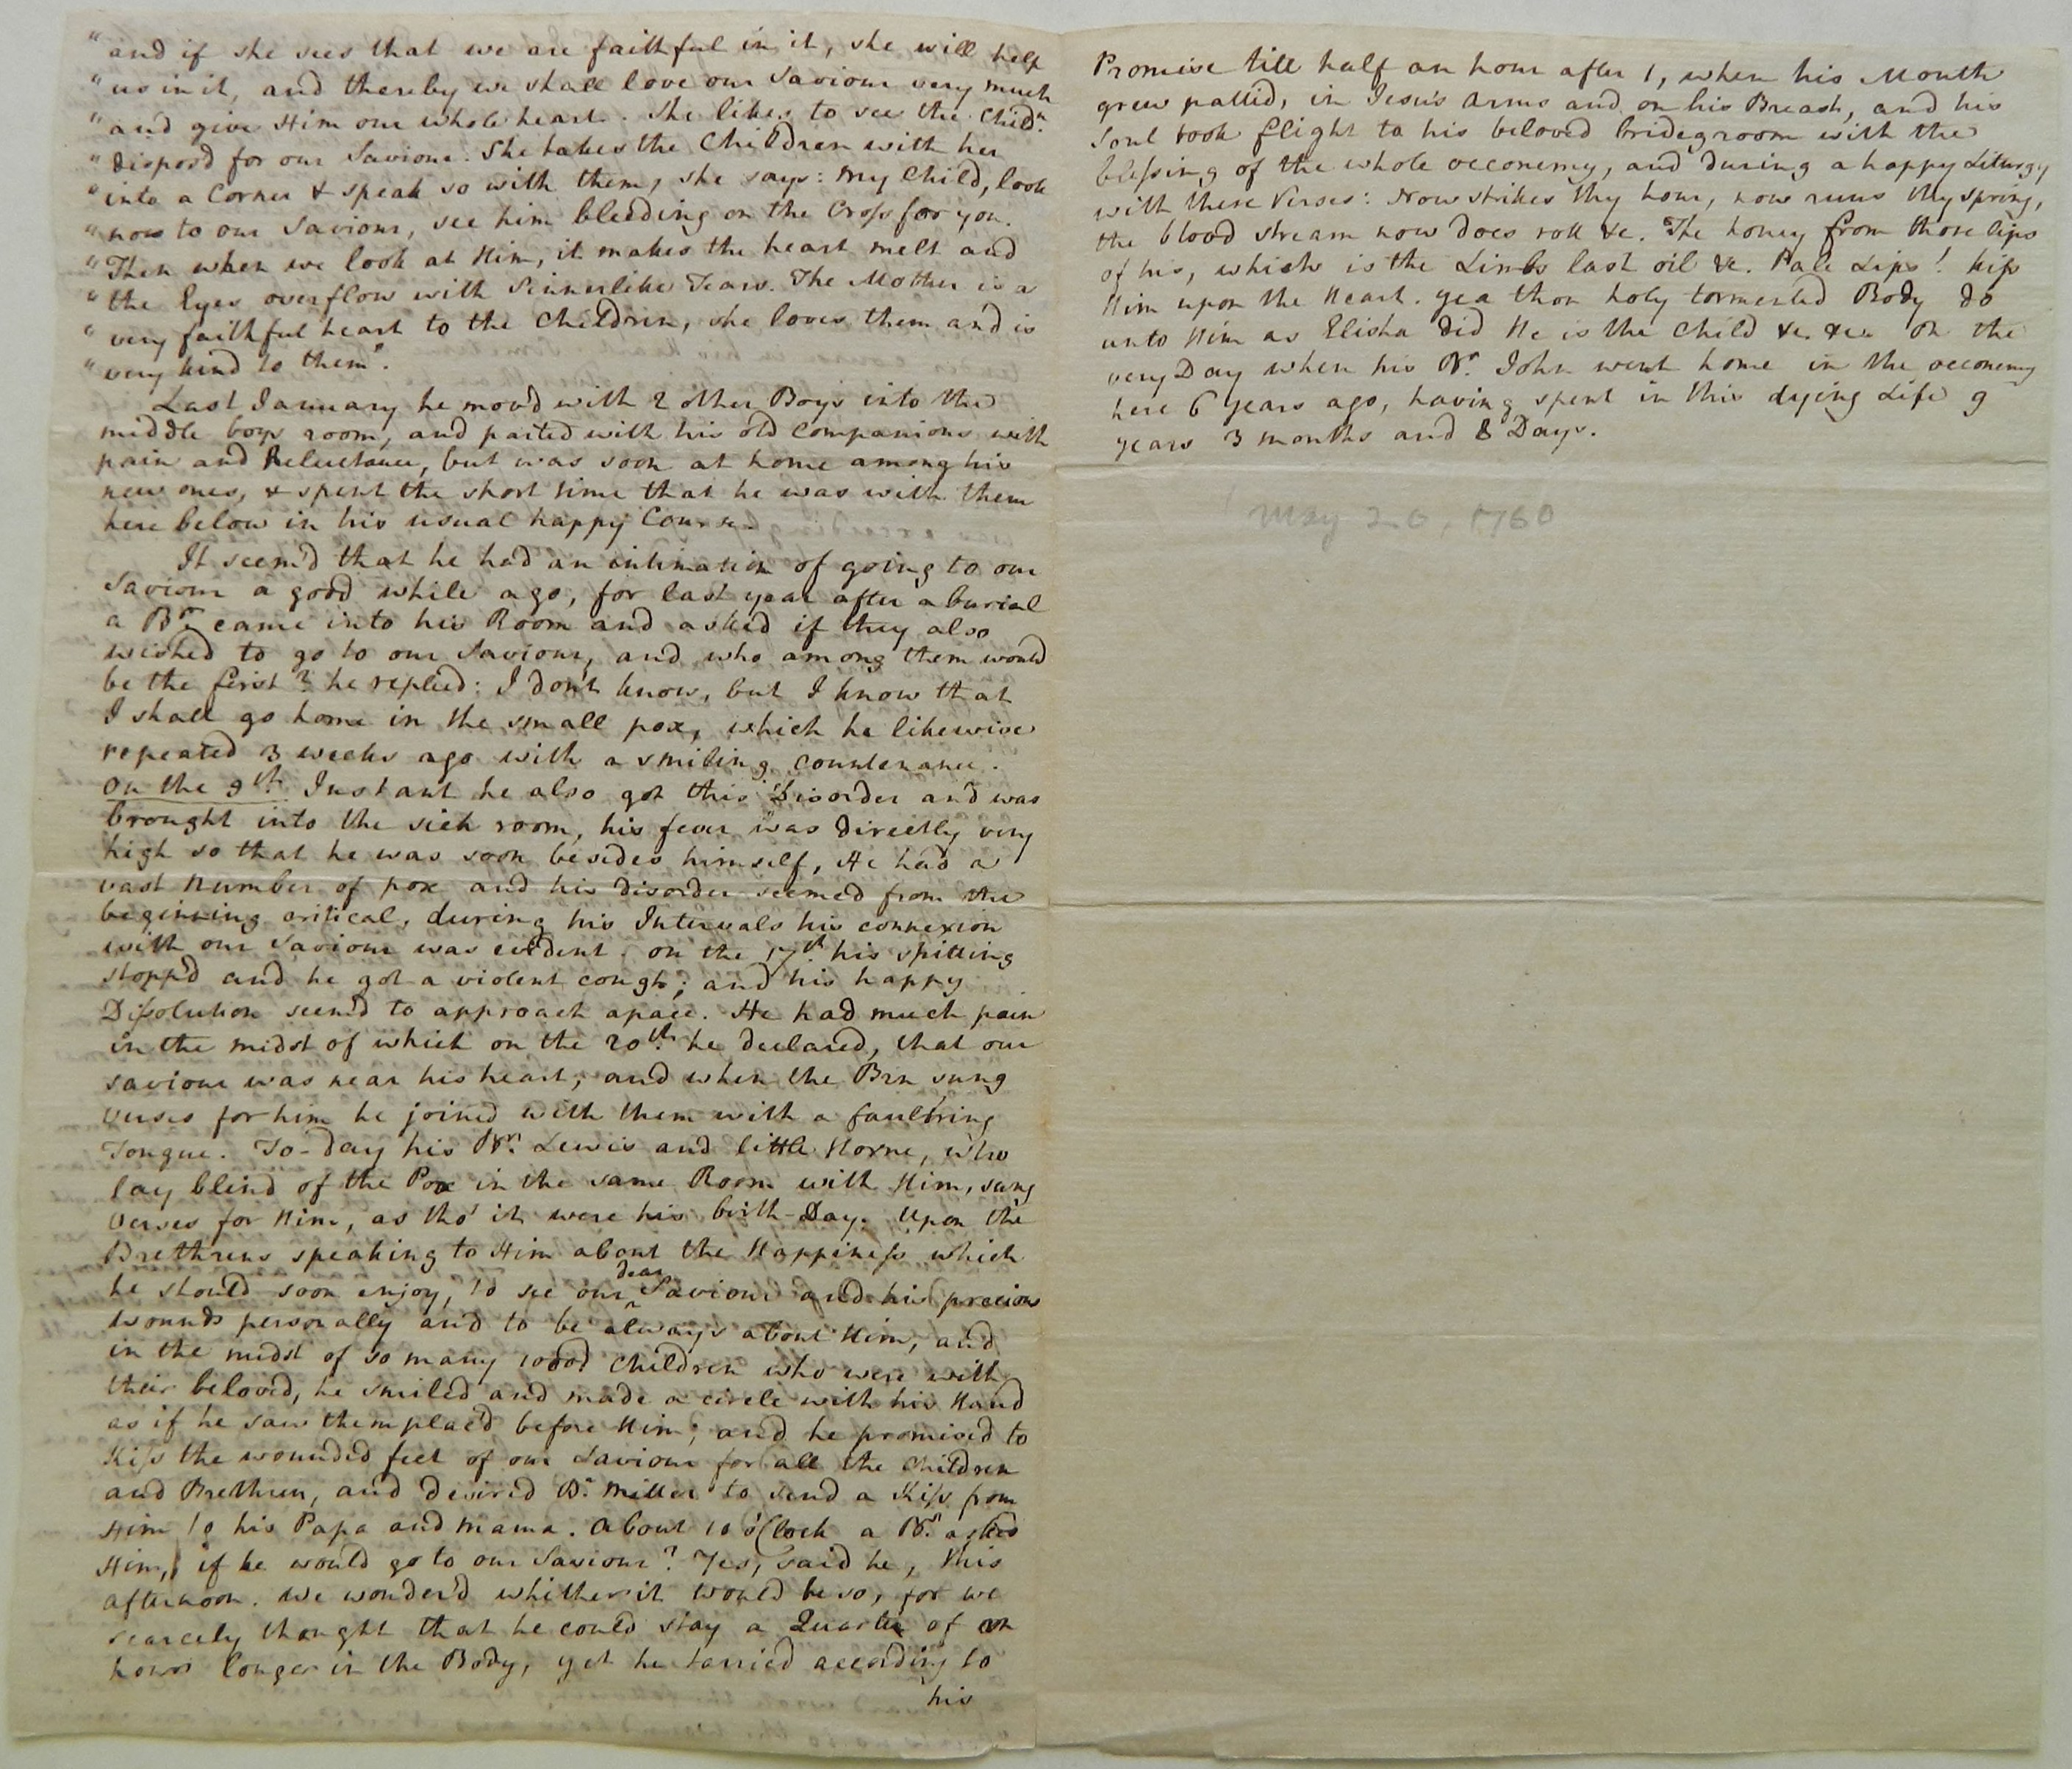 "and if she sees that we are faithful in it, she will help
"us in it, and thereby we shall love our Saviour very much
"and give Him our whole heart. She likes to see the Childn.
"dispos'd for our Saviour. She takes the Children with her
"into a Corner & speak so with them, she says: My Child, look
"now to our Saviour, see him bleeding on the Cross for you.
"Then when we look at Him, it makes the heart melt and
"the Eyes overflow with Sinnerlike Tears. The Mother is a
"very faithful heart to the Children, she loves them and is
"very kind to them".
Last January he mov'd with 2 other Boys into the
middle boys room, and parted with his old Companions with
pain and Reluctance, but was soon at home among his
new ones, & spent the short time that he was with them
here below in his usual happy Course.
It seem'd that he had an intimation of going to our
Saviour a good while ago, for last year after a burial
a Br. came into his Room and asked if they also
wished to go to our Saviour, and who among them would
be the first? he replied: I don't know, but I know that
I shall go home in the small pox, which he likewise
repeated 3 weeks ago with a smiling countenance.
On the 9th Instant he also got this Disorder and was
brought into the sick room, his fever was directly very
high so that he was soon besides himself, He had a
vast Number of pox and his disorder seemed from the
beginning critical, during his Intervals his connexion
with our Saviour was evident. on the 17th his spitting
stopp'd and he got a violent cough; and his happy
Dissolution seem'd to approach apace. He had much pain
in the midst of which on the 20th. he declared, that our
Saviour was near his heart, and when the Brn sung
verses for him he joined with them with a fault'ring
Tongue. To-day his Br. Lewis and little Horne, who
lay blind of the Pox in the same Room with Him, sung
verses for Him, as tho' it were his birth-Day. Upon the
Brethrens speaking to Him about the Happiness which
he should soon enjoy, to see our dear Saviour and his precious
wounds personally and to be always about Him, and
in the midst of so many 1000d Children who were with
their beloved, he smiled and made a circle with his Hand
as if he saw them plac'd before Him; and he promised to
Kiss the wounded feet of our Saviour for all the Children
and Brethren, and desired Br. Miller to send a Kiss from
Him to his Papa and Mama. About 10 o'Clock a Br. asked
Him, if he would go to our Saviour? Yes, said he, this
afternoon. We wonder'd whither it would be so, for we
scarcely thought that he could stay a Quarter of an
hour longer in the Body, yet he tarried according to
his
Promise till half an hour after 1, when his Mouth
grew pallid, in Jesu's Arms and on his Breast, and his
Soul took flight to his beloved bridegroom with the
blessing of the whole oeconomy, and during a happy Liturgy
with these Verses: Now strikes thy hour, now runs thy spring,
the blood stream now does roll &c. The honey from those lips
of his, which is the Limbs last oil &c. Pale Lips! kiss
Him upon the Heart. Yea thou holy tormented Body do
unto Him as Elisha did He is the Child &c. &c. On the
very Day when his Br. John went home in the oeconomy
here 6 years ago, having spent in this dying Life 9
years 3 months and 8 Days.
May 20, 1760